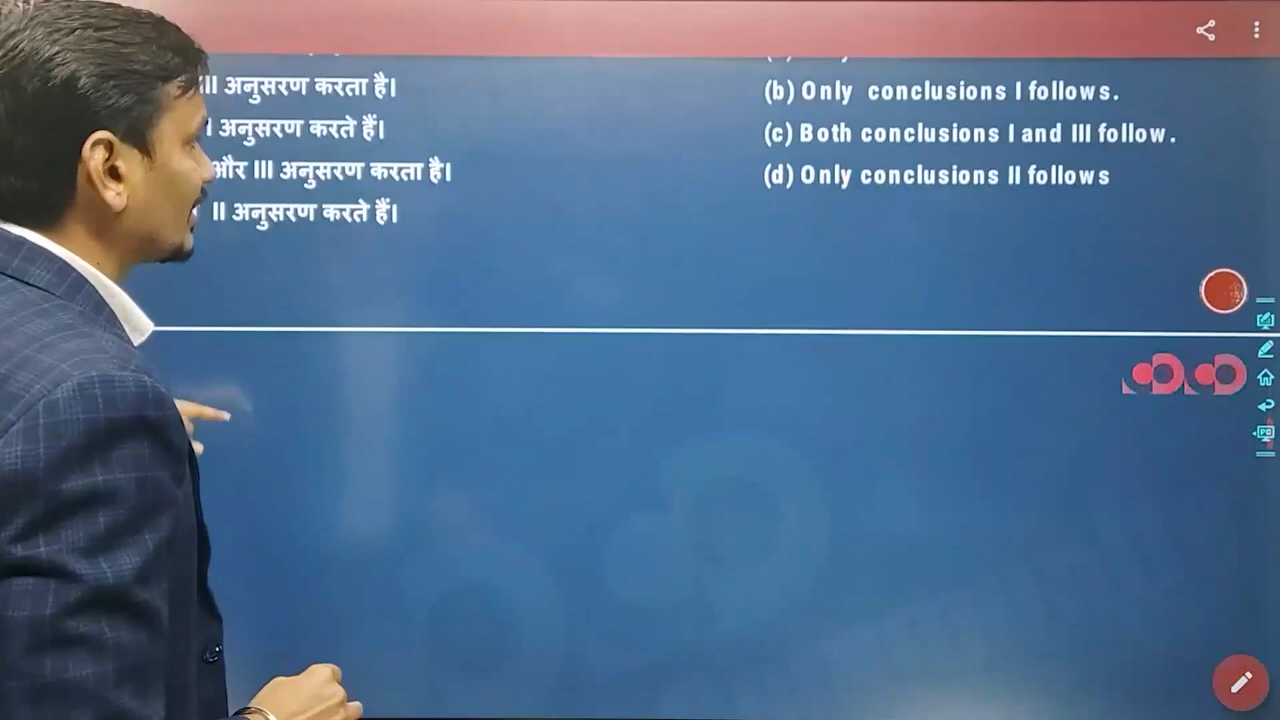 III अनुसरण करता है।
I अनुसरण करते हैं।
और III अनुसरण करता है।
II अनुसरण करते हैं।
(b) Only conclusions I follows.
(c) Both conclusions I and III follow.
(d) Only conclusions II follows